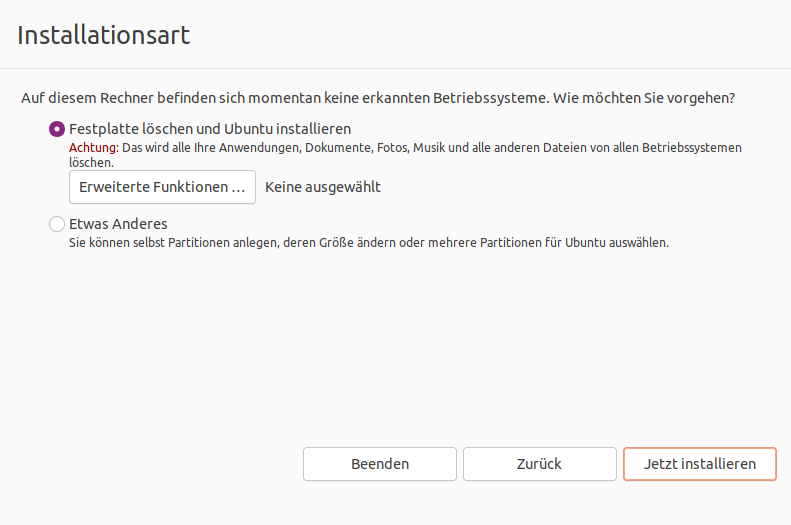 Installationsart
Auf diesem Rechner befinden sich momentan keine erkannten Betriebssysteme. Wie möchten Sie vorgehen?
Festplatte löschen und Ubuntu installieren
Achtung: Das wird alle Ihre Anwendungen, Dokumente, Fotos, Musik und alle anderen Dateien von allen Betriebssystemen
löschen.
Erweiterte Funktionen ... Keine ausgewählt
Etwas Anderes
Sie können selbst Partitionen anlegen, deren Größe ändern oder mehrere Partitionen für Ubuntu auswählen.
Beenden Zurück Jetzt installieren